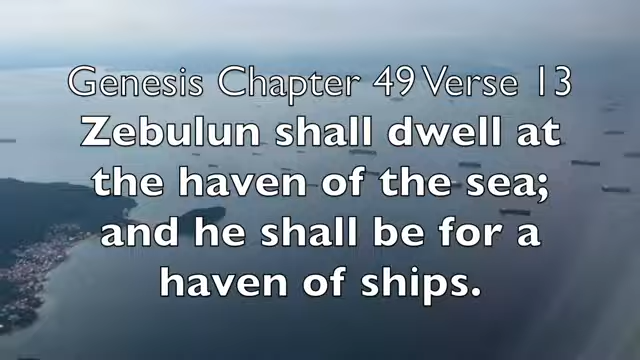 Genesis Chapter 49 Verse 13
Zebulun shall dwell at
the haven of the sea;
and he shall be for a
haven of ships.